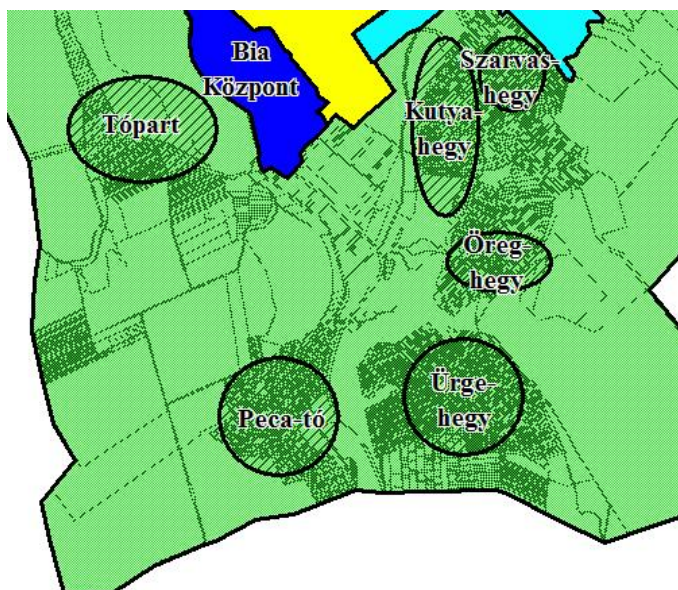 Bia
Központ
Szarvas-
hegy
Tópart
Kutya-
hegy
Öreg-
hegy
Peca-tó
Ürge-
hegy